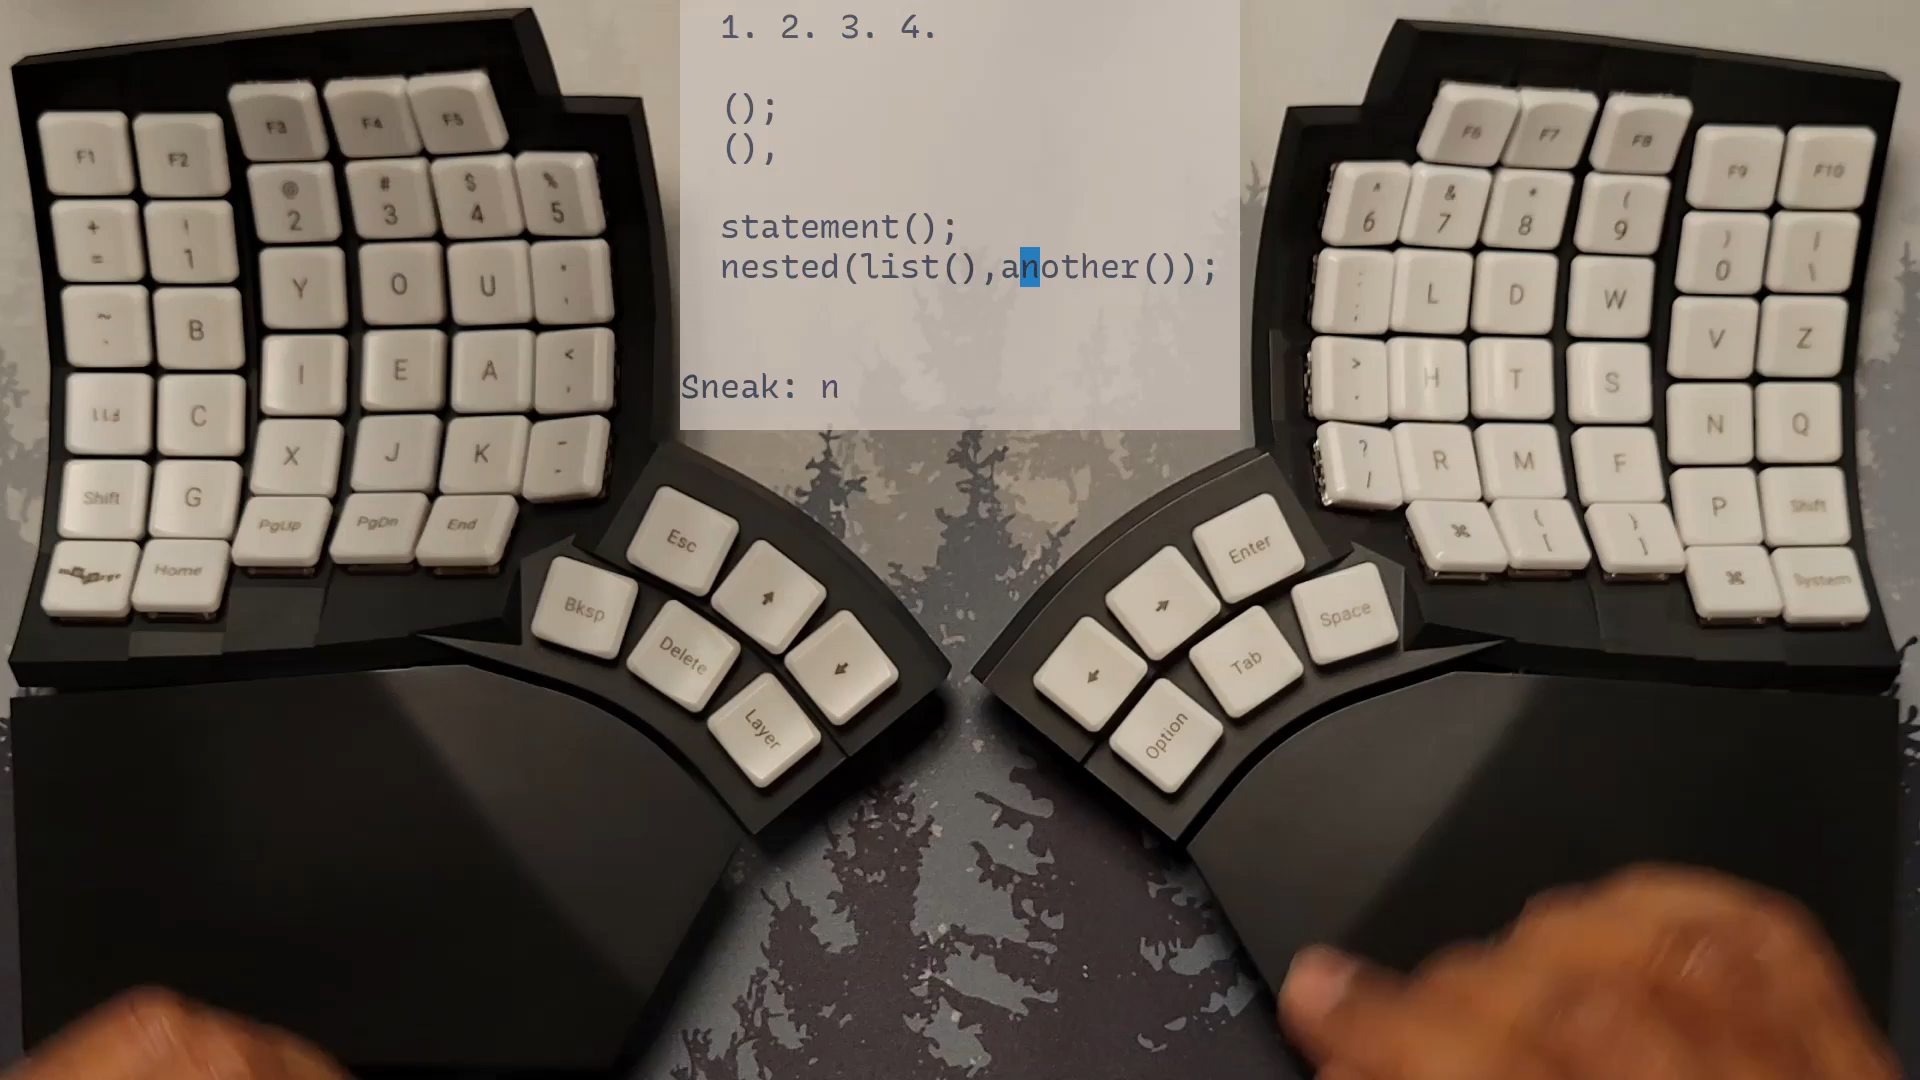 1. 2. 3. 4.
();
(),
statement();
nested(list(),another());
Sneak: n
F1 F2 F3 F4 F5
+ = ! 1 @ 2 # 3 $ 4 % 5
~ B Y O U
F11 C I E A < ,
Shift G X J K
Home PgUp PgDn End
Esc
Bksp Delete
Layer
F6 F7 F8 F9 F10
^ 6 & 7 * 8 ( 9 ) 0 | \
L D W V Z
> . H T S N Q
? / R M F P Shift
⌘ { [ } ] ⌘ System
Enter
Tab Space
Option